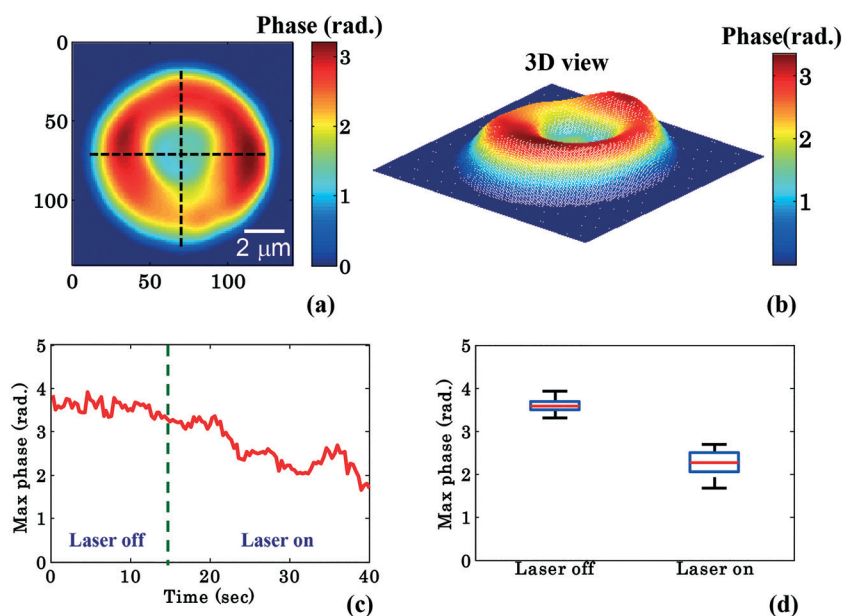 Phase (rad.)
0
50
100
0
50
100
2 μm
3
2
1
0
(a)
3D view
Phase(rad.)
3
2
1
(b)
5
4
3
2
1
0
Max phase (rad.)
Laser off
Laser on
0
10
20
30
40
Time (sec)
(c)
5
4
3
2
1
0
Max phase (rad.)
Laser off
Laser on
(d)